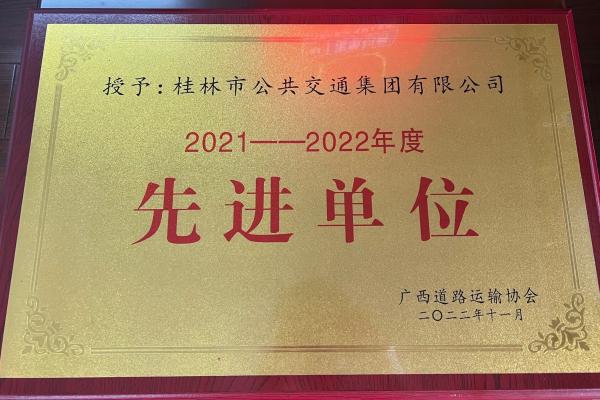 授予：桂林市公共交通集团有限公司
2021——2022年度
先进单位
广西道路运输协会
二〇二二年十一月